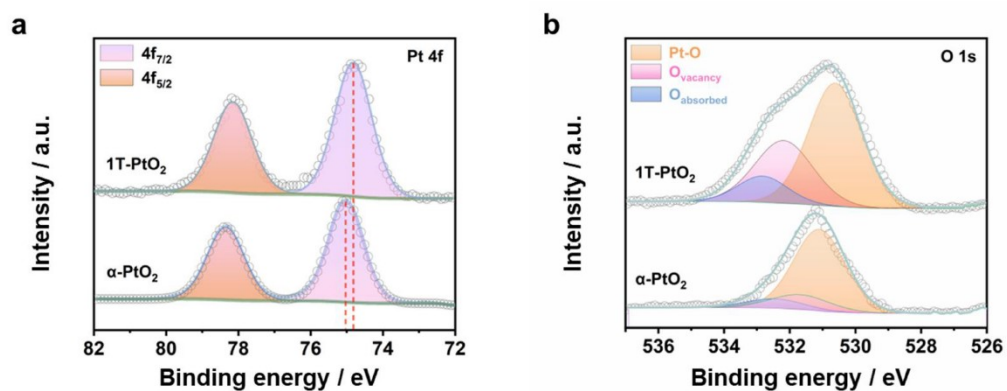 a
Pt 4f
4f7/2
4f5/2
1T-PtO2
α-PtO2
Intensity / a.u.
82 80 78 76 74 72
Binding energy / eV
b
O 1s
Pt-O
Ovacancy
Oabsorbed
1T-PtO2
α-PtO2
Intensity / a.u.
536 534 532 530 528 526
Binding energy / eV